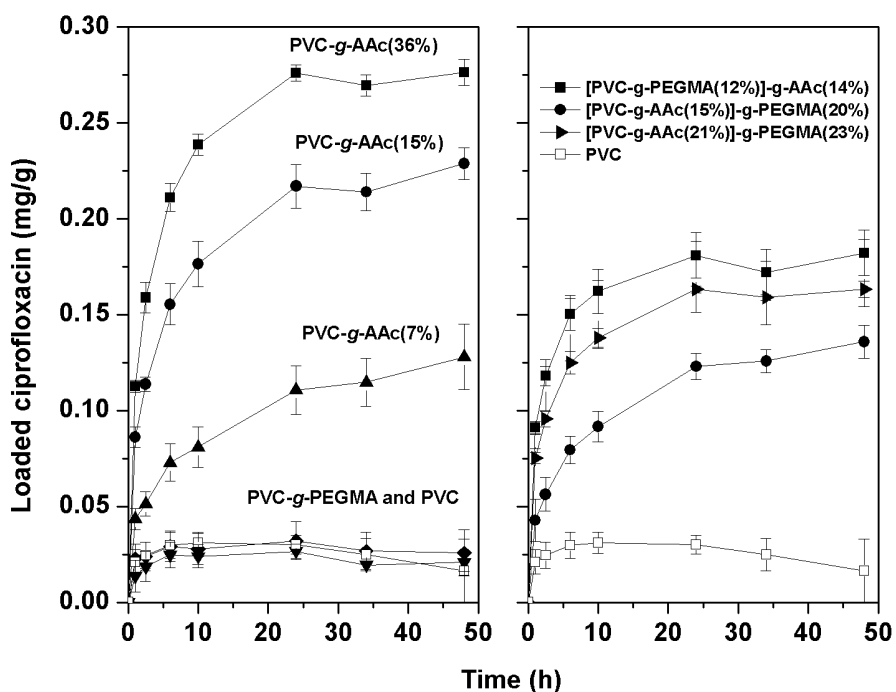 Loaded ciprofloxacin (mg/g)
0.30
0.25
0.20
0.15
0.10
0.05
0.00
PVC-g-AAc(36%)
PVC-g-AAc(15%)
PVC-g-AAc(7%)
PVC-g-PEGMA and PVC
0 10 20 30 40 50
[PVC-g-PEGMA(12%)]-g-AAc(14%)
[PVC-g-AAc(15%)]-g-PEGMA(20%)
[PVC-g-AAc(21%)]-g-PEGMA(23%)
PVC
0 10 20 30 40 50
Time (h)